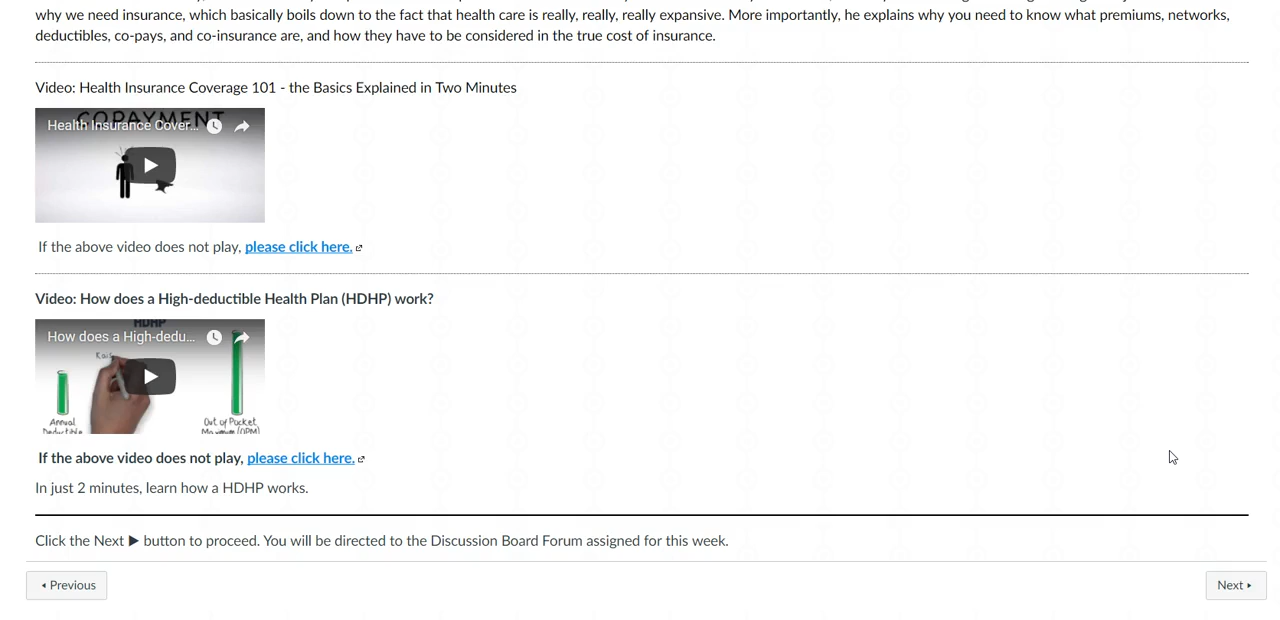 why we need insurance, which basically boils down to the fact that health care is really, really, really expansive. More importantly, he explains why you need to know what premiums, networks,
deductibles, co-pays, and co-insurance are, and how they have to be considered in the true cost of insurance.
Video: Health Insurance Coverage 101 - the Basics Explained in Two Minutes
COPAYMENT
Health Insurance Cover...
If the above video does not play, please click here.
Video: How does a High-deductible Health Plan (HDHP) work?
HDHP
How does a High-dedu...
Annual
Deductible
Out of Pocket
Maximum (OPM)
If the above video does not play, please click here.
In just 2 minutes, learn how a HDHP works.
Click the Next ▶ button to proceed. You will be directed to the Discussion Board Forum assigned for this week.
◂ Previous
Next ▸